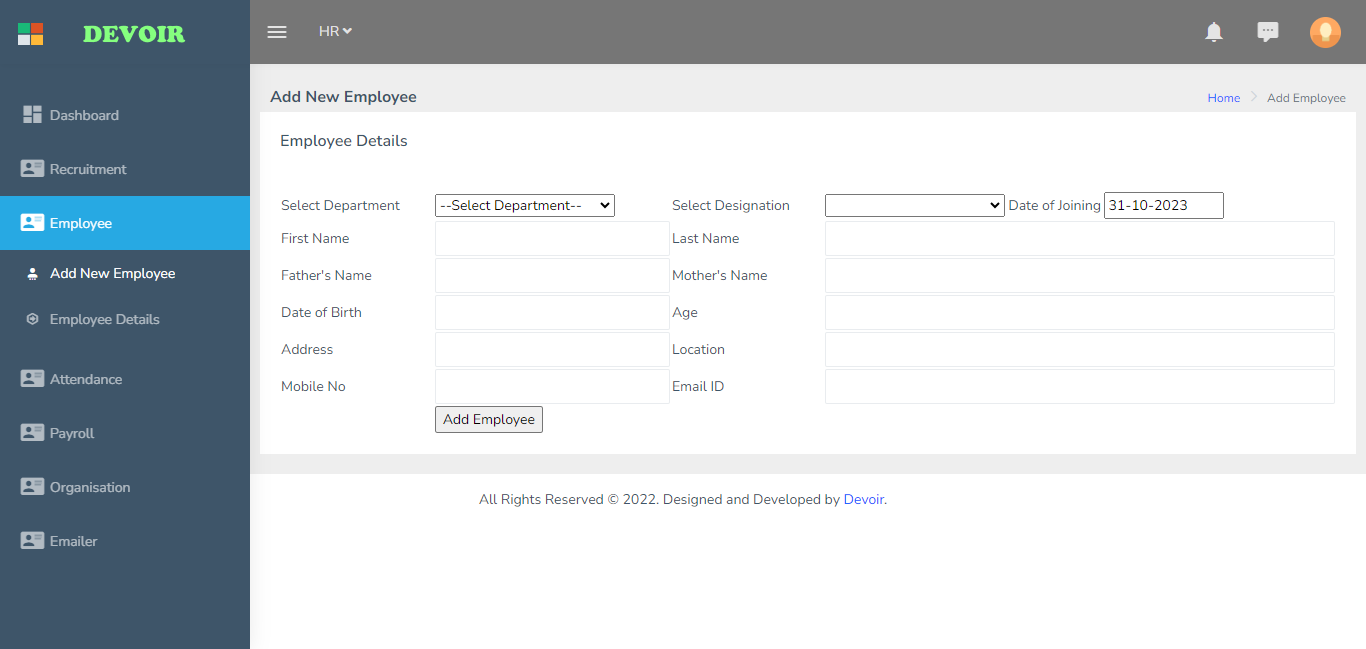 DEVOIR
HR
Dashboard
Recruitment
Employee
Add New Employee
Employee Details
Attendance
Payroll
Organisation
Emailer
Add New Employee
Home Add Employee
Employee Details
Select Department --Select Department-- Select Designation Date of Joining 31-10-2023
First Name Last Name
Father's Name Mother's Name
Date of Birth Age
Address Location
Mobile No Email ID
Add Employee
All Rights Reserved © 2022. Designed and Developed by Devoir.